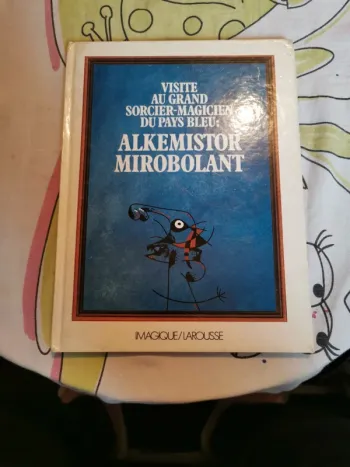 VISITE
AU GRAND
SORCIER-MAGICIEN
DU PAYS BLEU:
ALKEMISTOR
MIROBOLANT
IMAGIQUE/LAROUSSE